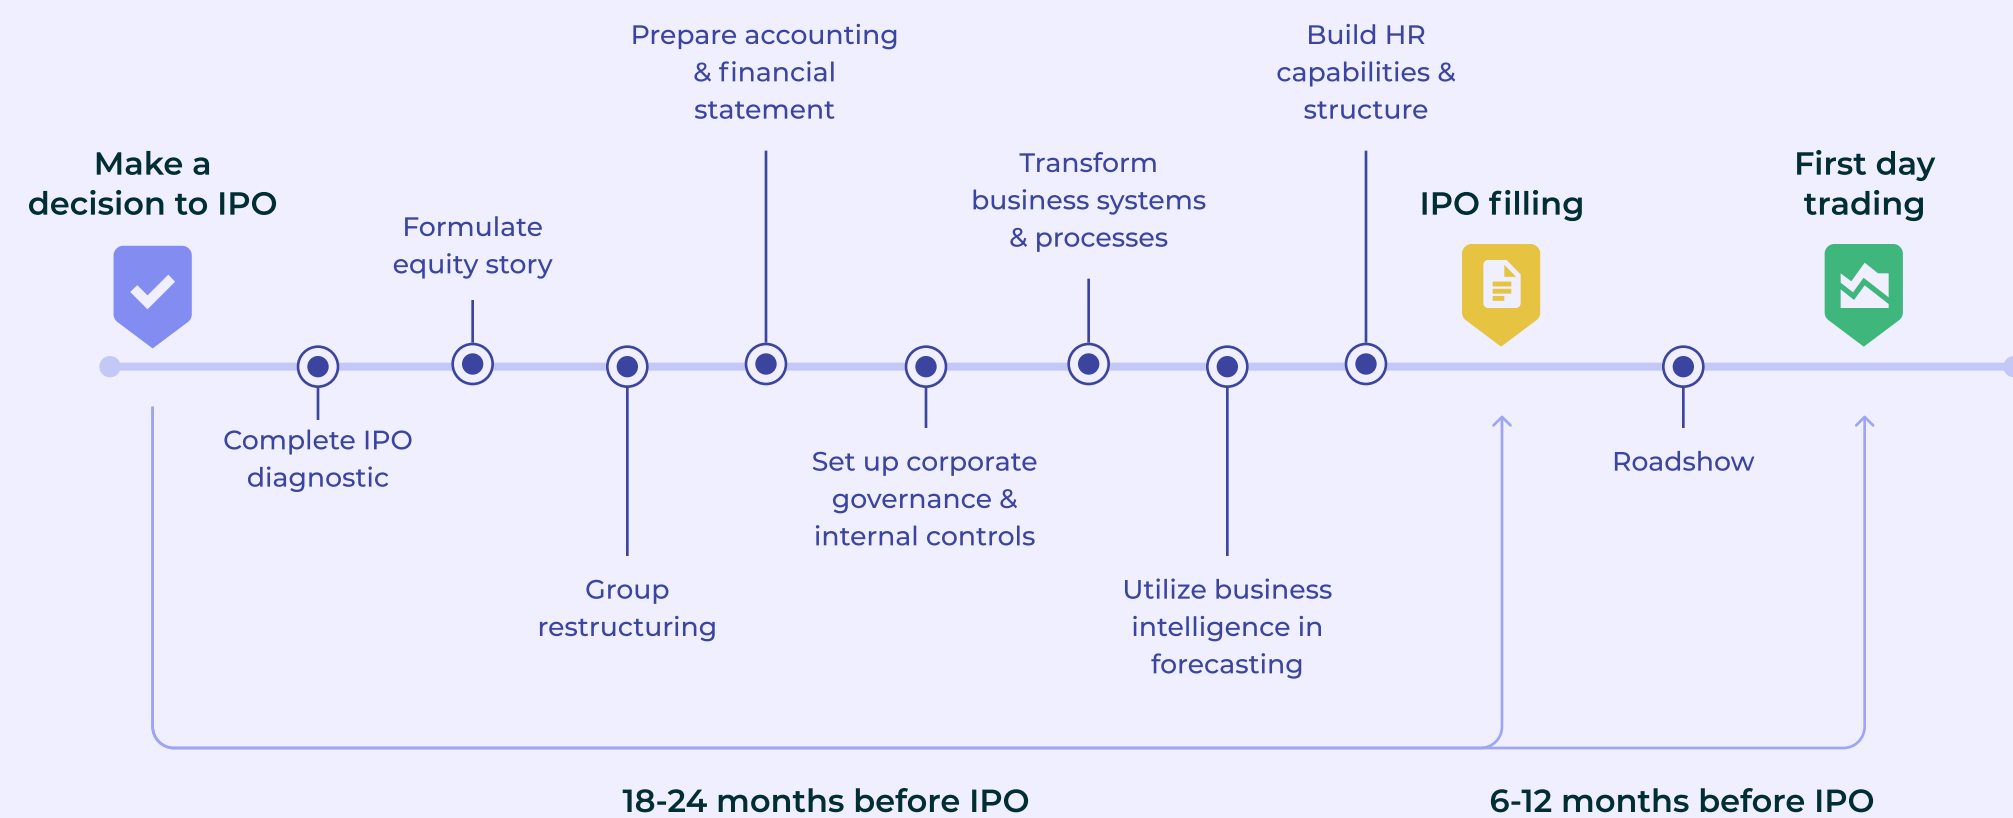 Make a
decision to IPO
Complete IPO
diagnostic
Formulate
equity story
Group
restructuring
Prepare accounting
& financial
statement
Set up corporate
governance &
internal controls
Transform
business systems
& processes
Utilize business
intelligence in
forecasting
Build HR
capabilities &
structure
IPO filling
Roadshow
First day
trading
18-24 months before IPO
6-12 months before IPO